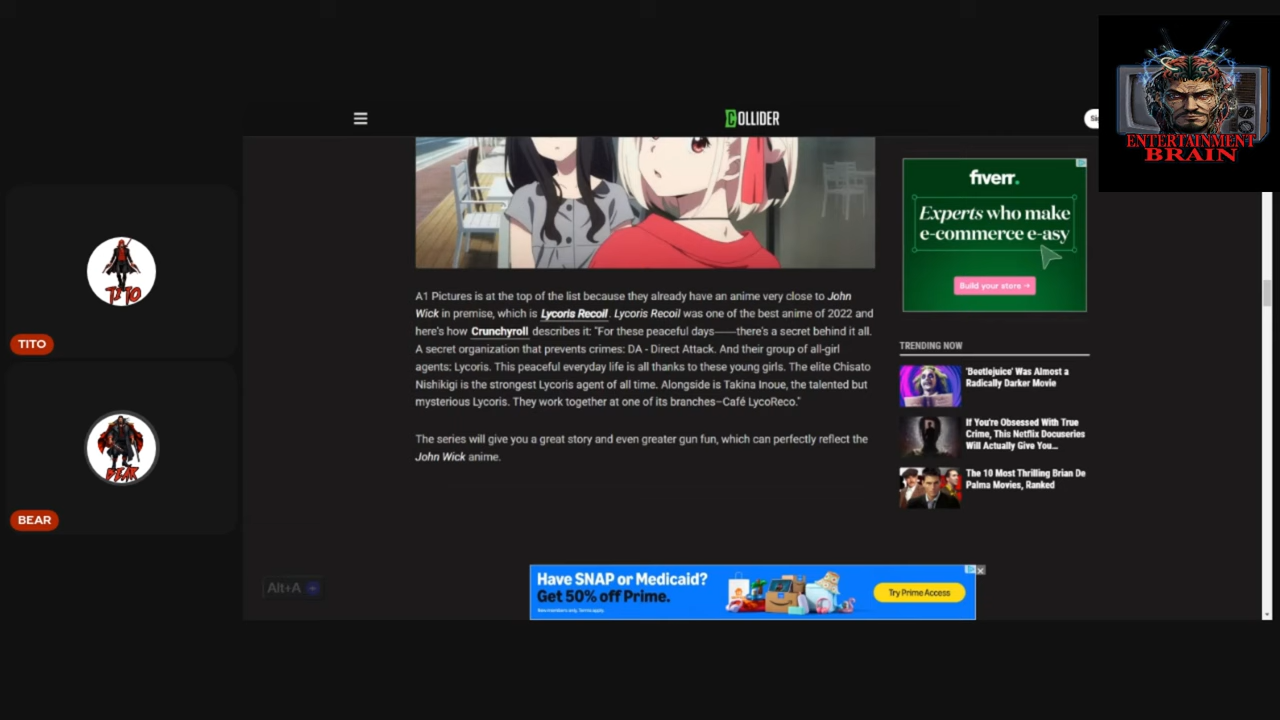 COLLIDER
ENTERTAINMENT
BRAIN
TITO
TITO
BEAR
BEAR
A1 Pictures is at the top of the list because they already have an anime very close to John
Wick in premise, which is Lycoris Recoil. Lycoris Recoil was one of the best anime of 2022 and
here's how Crunchyroll describes it: "For these peaceful days——there's a secret behind it all.
A secret organization that prevents crimes: DA - Direct Attack. And their group of all-girl
agents: Lycoris. This peaceful everyday life is all thanks to these young girls. The elite Chisato
Nishikigi is the strongest Lycoris agent of all time. Alongside is Takina Inoue, the talented but
mysterious Lycoris. They work together at one of its branches—Café LycoReco."
The series will give you a great story and even greater gun fun, which can perfectly reflect the
John Wick anime.
fiverr.
Experts who make
e-commerce e-asy
Build your store →
TRENDING NOW
'Beetlejuice' Was Almost a
Radically Darker Movie
If You're Obsessed With True
Crime, This Netflix Docuseries
Will Actually Give You...
The 10 Most Thrilling Brian De
Palma Movies, Ranked
Alt+A
Have SNAP or Medicaid?
Get 50% off Prime.
New members only. Terms apply.
Try Prime Access